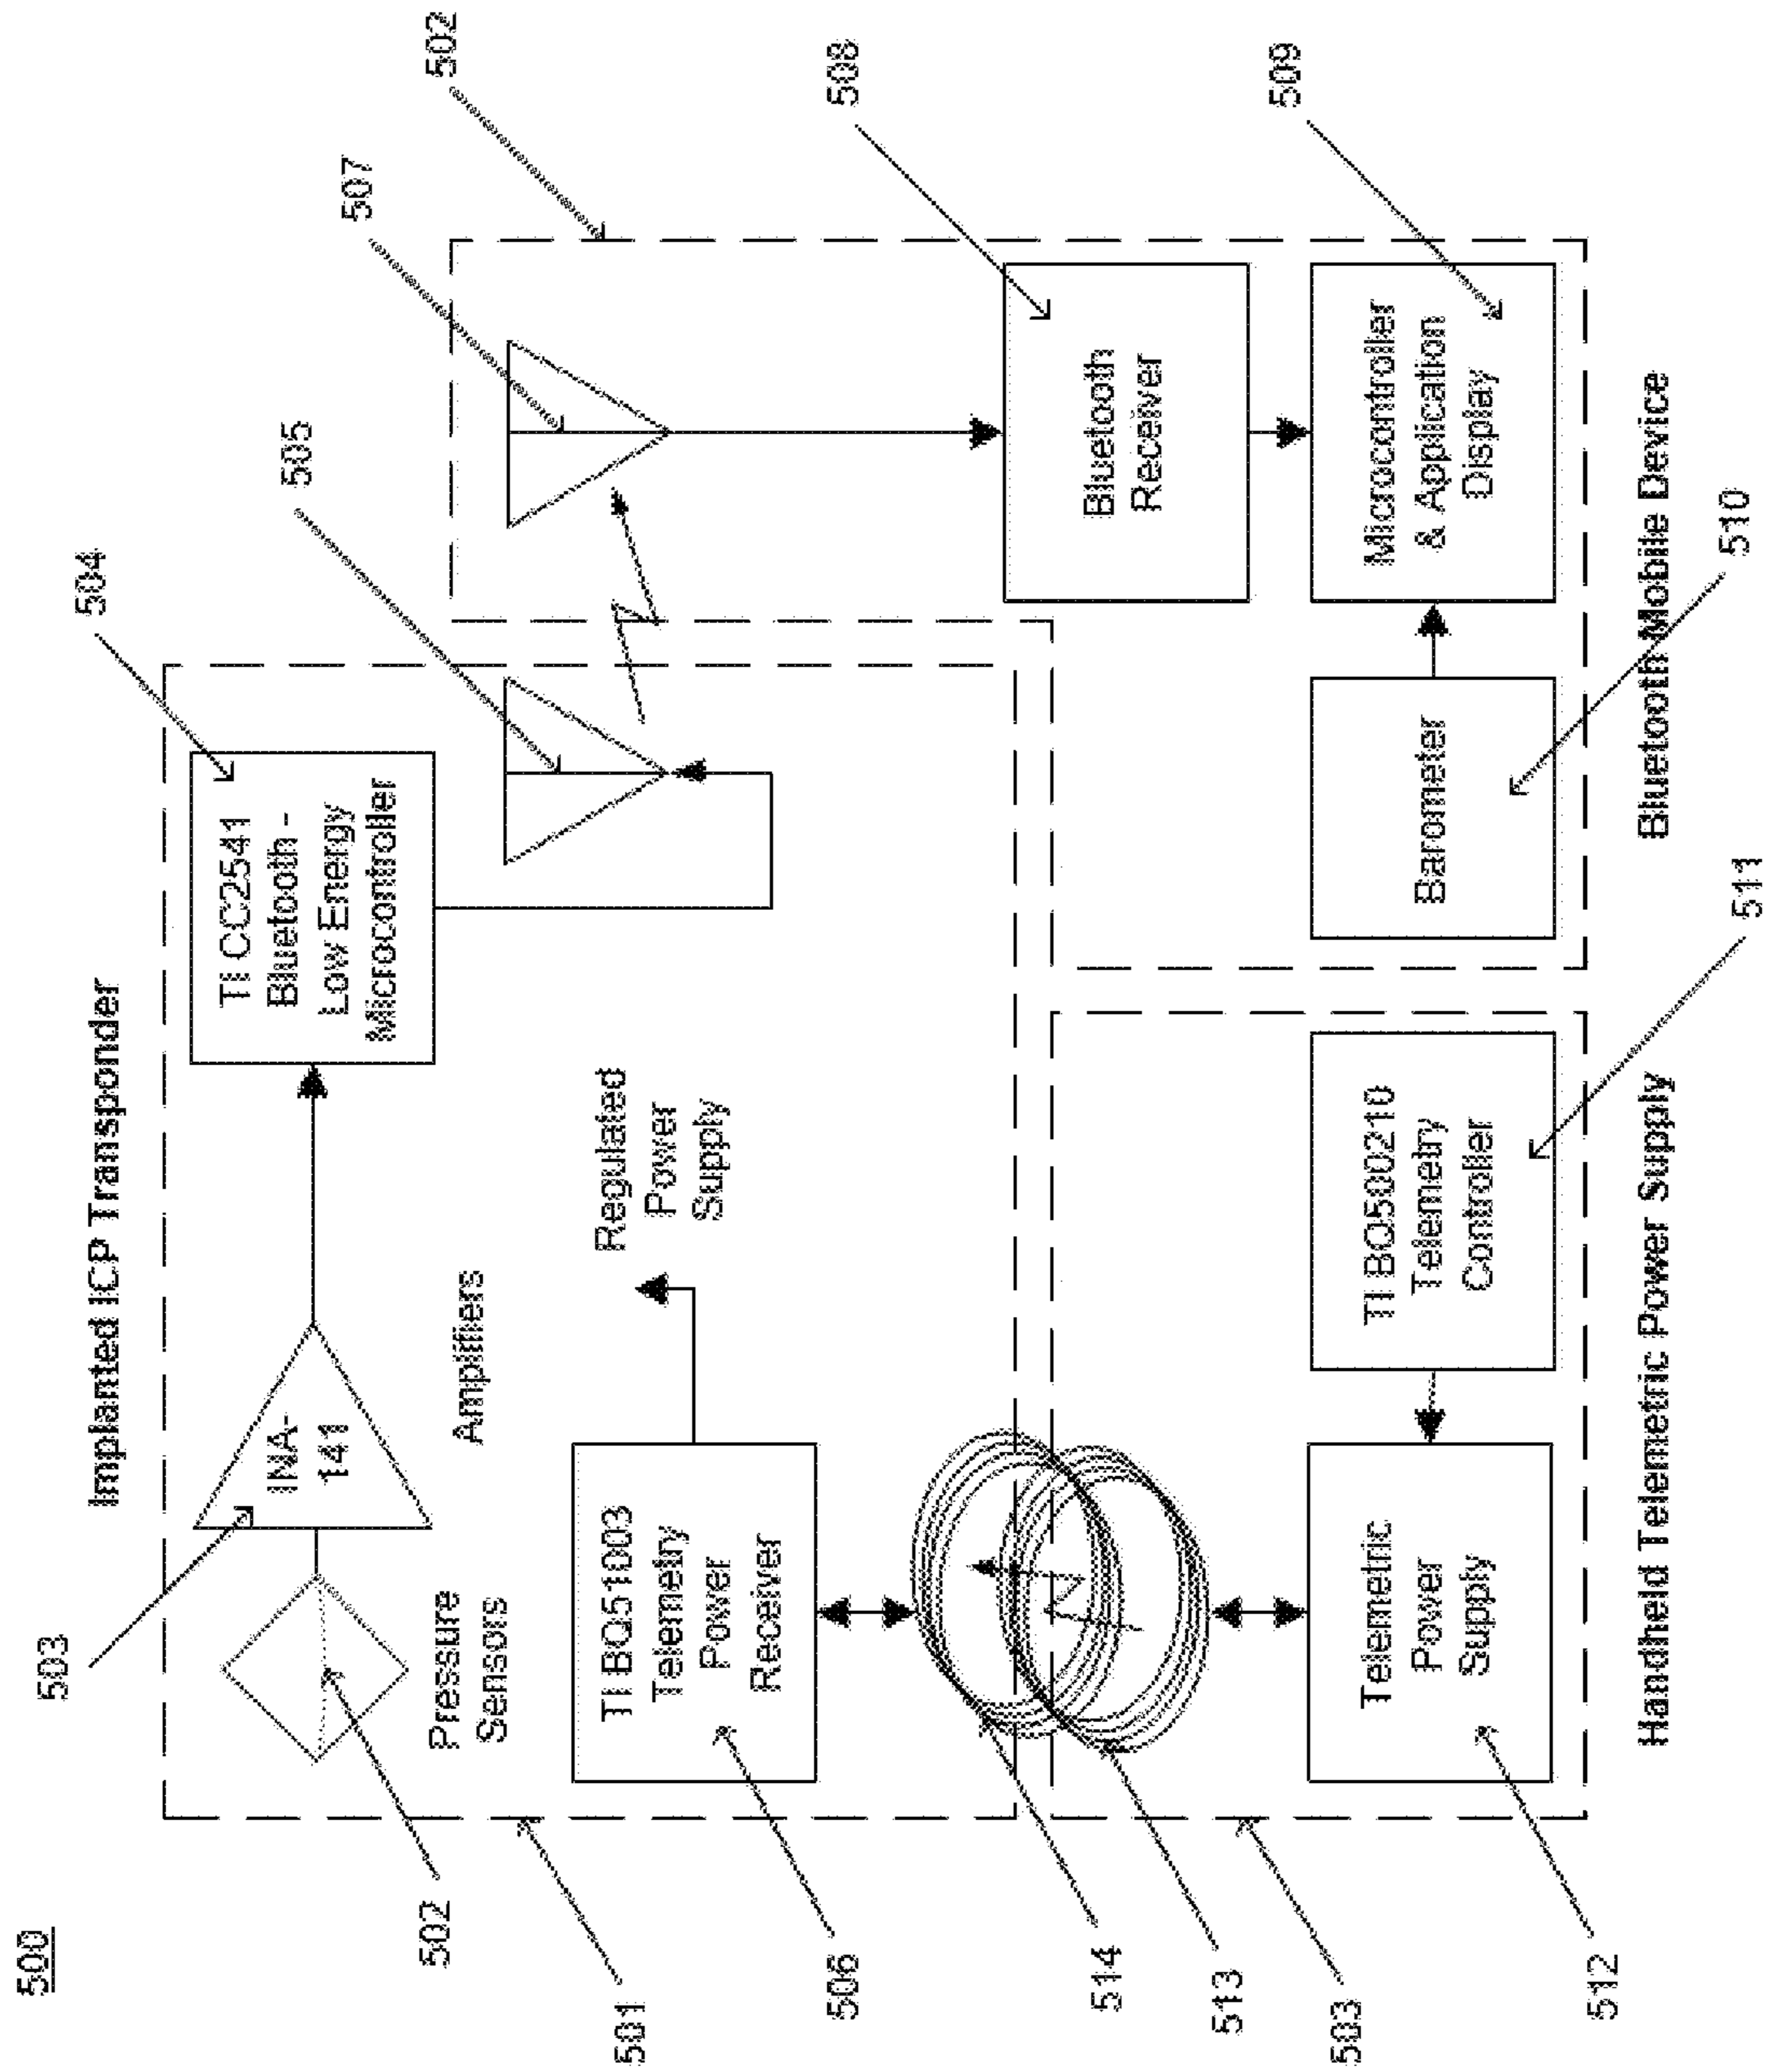 500
Implanted ICP Transponder
503
504
INA-
141
TI CC2541
Bluetooth -
Low Energy
Microcontroller
502
Pressure
Sensors
Amplifiers
505
507
502
501
TI BQ51003
Telemetry
Power
Receiver
Regulated
Power
Supply
506
514
513
503
508
Bluetooth
Receiver
509
Telemetric
Power
Supply
TI BQ500210
Telemetry
Controller
Barometer
Microcontroller
& Application
Display
512
Handheld Telemetric Power Supply
511
Bluetooth Mobile Device
510